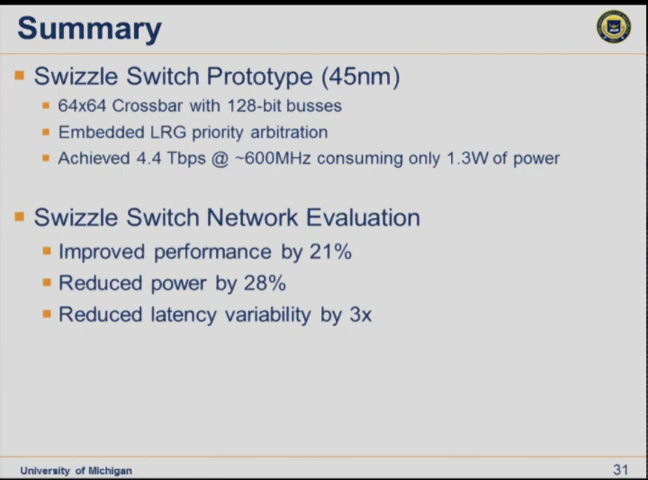 Summary
Swizzle Switch Prototype (45nm)
64x64 Crossbar with 128-bit busses
Embedded LRG priority arbitration
Achieved 4.4 Tbps @ ~600MHz consuming only 1.3W of power
Swizzle Switch Network Evaluation
Improved performance by 21%
Reduced power by 28%
Reduced latency variability by 3x
University of Michigan
31